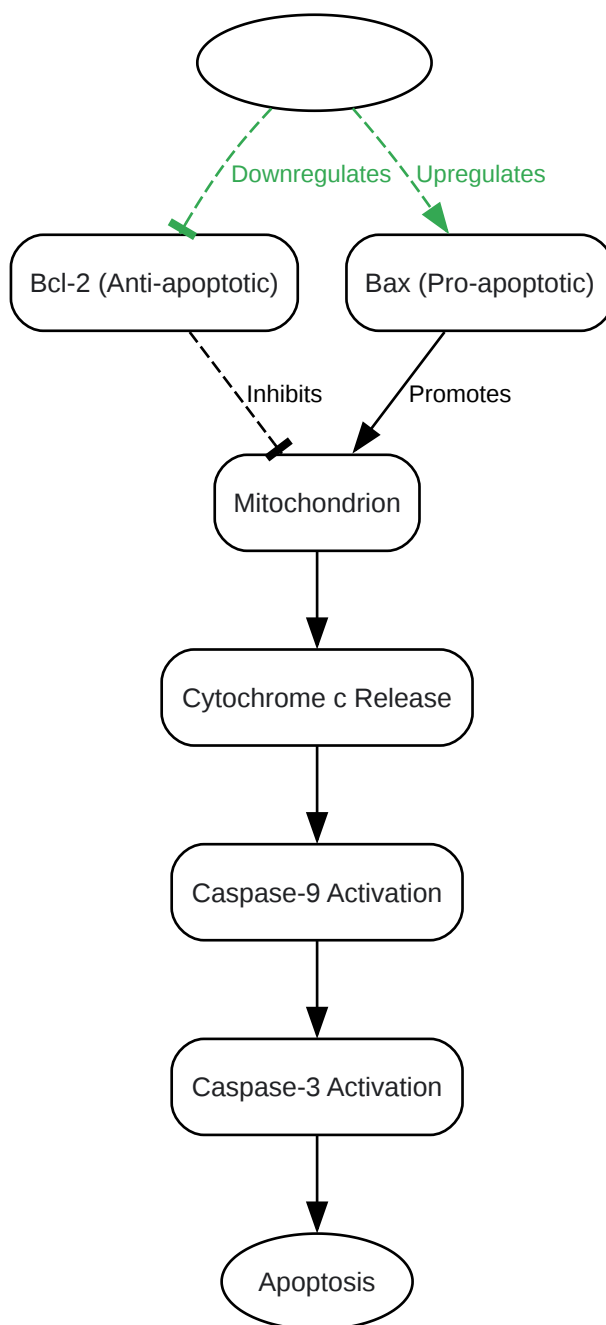 Downregulates
Upregulates
Bcl-2 (Anti-apoptotic)
Bax (Pro-apoptotic)
Inhibits
Promotes
Mitochondrion
Cytochrome c Release
Caspase-9 Activation
Caspase-3 Activation
Apoptosis